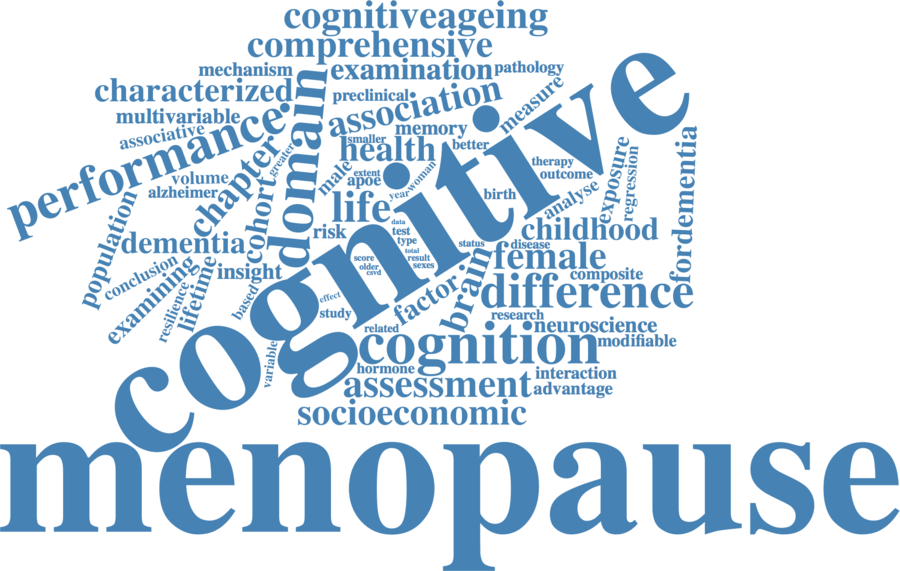 cognitiveageing
comprehensive
mechanism
examination
pathology
characterized
preclinical
measure
multivariable
association
associative
performance
domain
memory
smaller
health
better
cognitive
chapter
greater
male
extent
apoe
woman
year
therapy
outcome
volume
alzheimer
cohort
life
birth
analyse
exposure
regression
fordementia
population
dementia
risk
data
test
type
status
disease
childhood
female
total
result
sexes
score
older
csvd
conclusion
insight
examining
resilience
lifetime
based
effect
study
factor
brain
composite
difference
research
related
neuroscience
variable
cognition
modifiable
hormone
assessment
interaction
advantage
socioeconomic
menopause